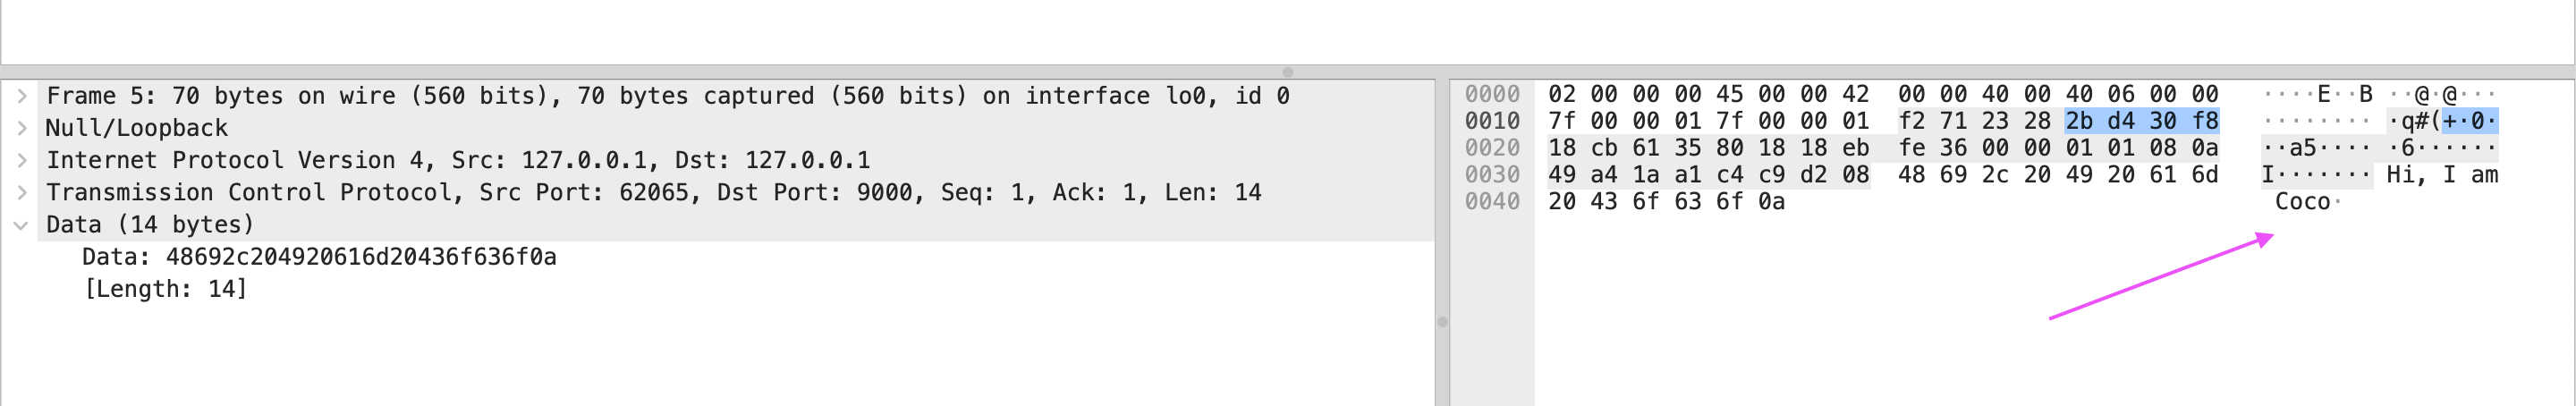 Frame 5: 70 bytes on wire (560 bits), 70 bytes captured (560 bits) on interface lo0, id 0
Null/Loopback
Internet Protocol Version 4, Src: 127.0.0.1, Dst: 127.0.0.1
Transmission Control Protocol, Src Port: 62065, Dst Port: 9000, Seq: 1, Ack: 1, Len: 14
Data (14 bytes)
Data: 48692c204920616d20436f636f0a
[Length: 14]
0000 02 00 00 00 45 00 00 42 00 00 40 00 40 06 00 00 ····E··B ··@·@···
0010 7f 00 00 01 7f 00 00 01 f2 71 23 28 2b d4 30 f8 ········ ·q#(+·0·
0020 18 cb 61 35 80 18 18 eb fe 36 00 00 01 01 08 0a ··a5···· ·6······
0030 49 a4 1a a1 c4 c9 d2 08 48 69 2c 20 49 20 61 6d I······· Hi, I am
0040 20 43 6f 63 6f 0a Coco·